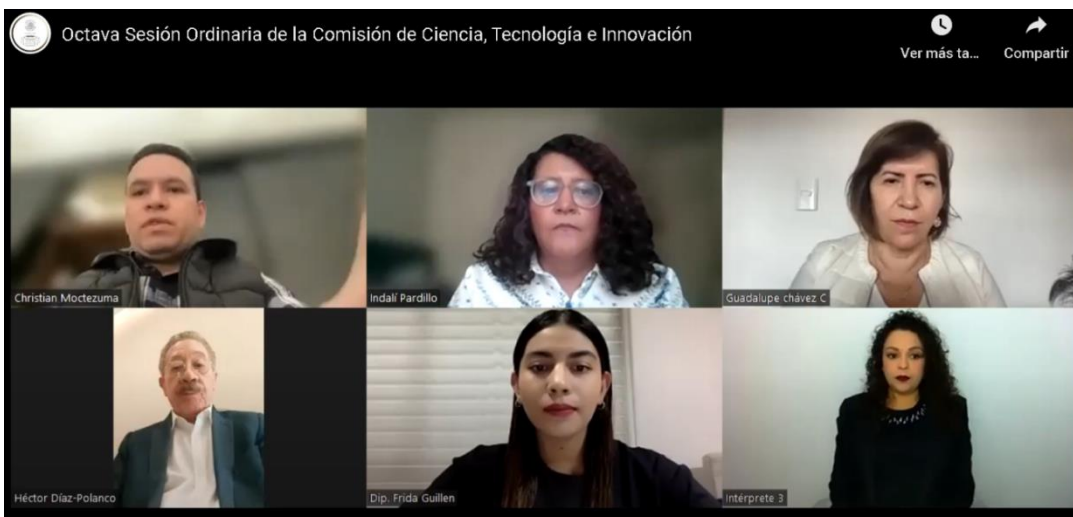 Octava Sesión Ordinaria de la Comisión de Ciencia, Tecnología e Innovación
Ver más ta...
Compartir
Christian Moctezuma
Indalí Pardillo
Guadalupe chávez C
Héctor Díaz-Polanco
Dip. Frida Guillen
Intérprete 3